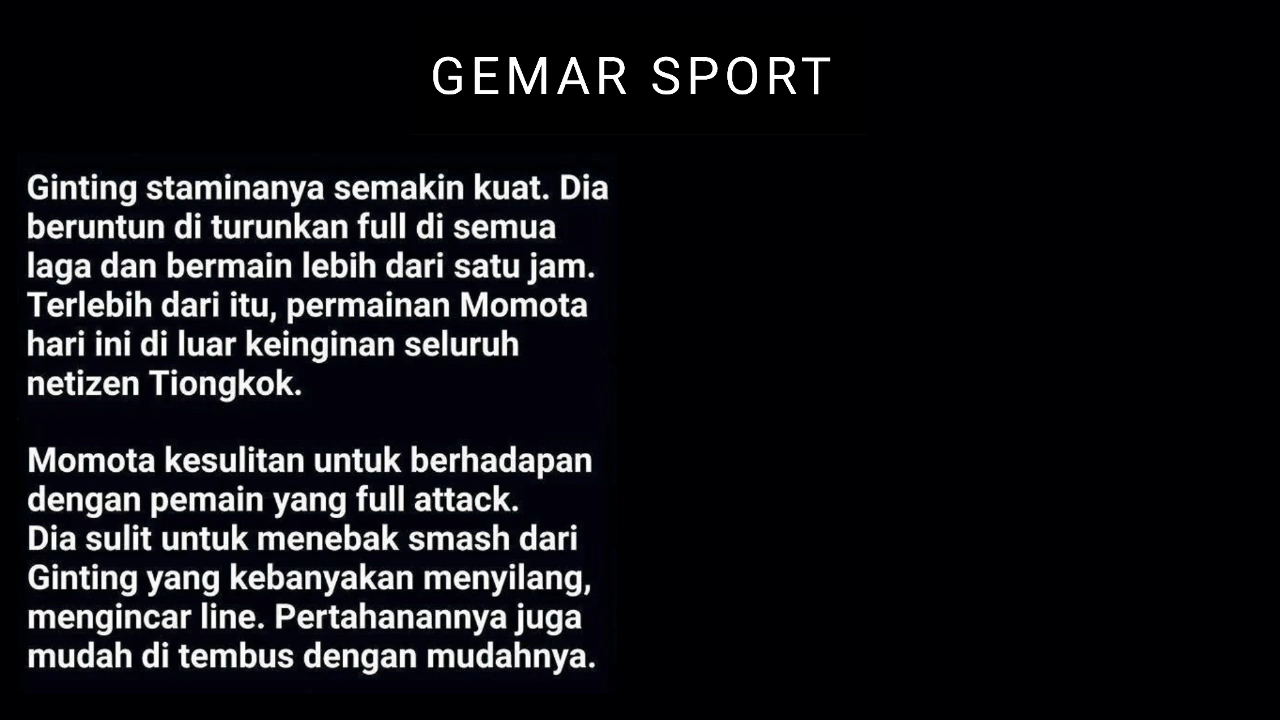 GEMAR SPORT
Ginting staminanya semakin kuat. Dia
beruntun di turunkan full di semua
laga dan bermain lebih dari satu jam.
Terlebih dari itu, permainan Momota
hari ini di luar keinginan seluruh
netizen Tiongkok.
Momota kesulitan untuk berhadapan
dengan pemain yang full attack.
Dia sulit untuk menebak smash dari
Ginting yang kebanyakan menyilang,
mengincar line. Pertahanannya juga
mudah di tembus dengan mudahnya.